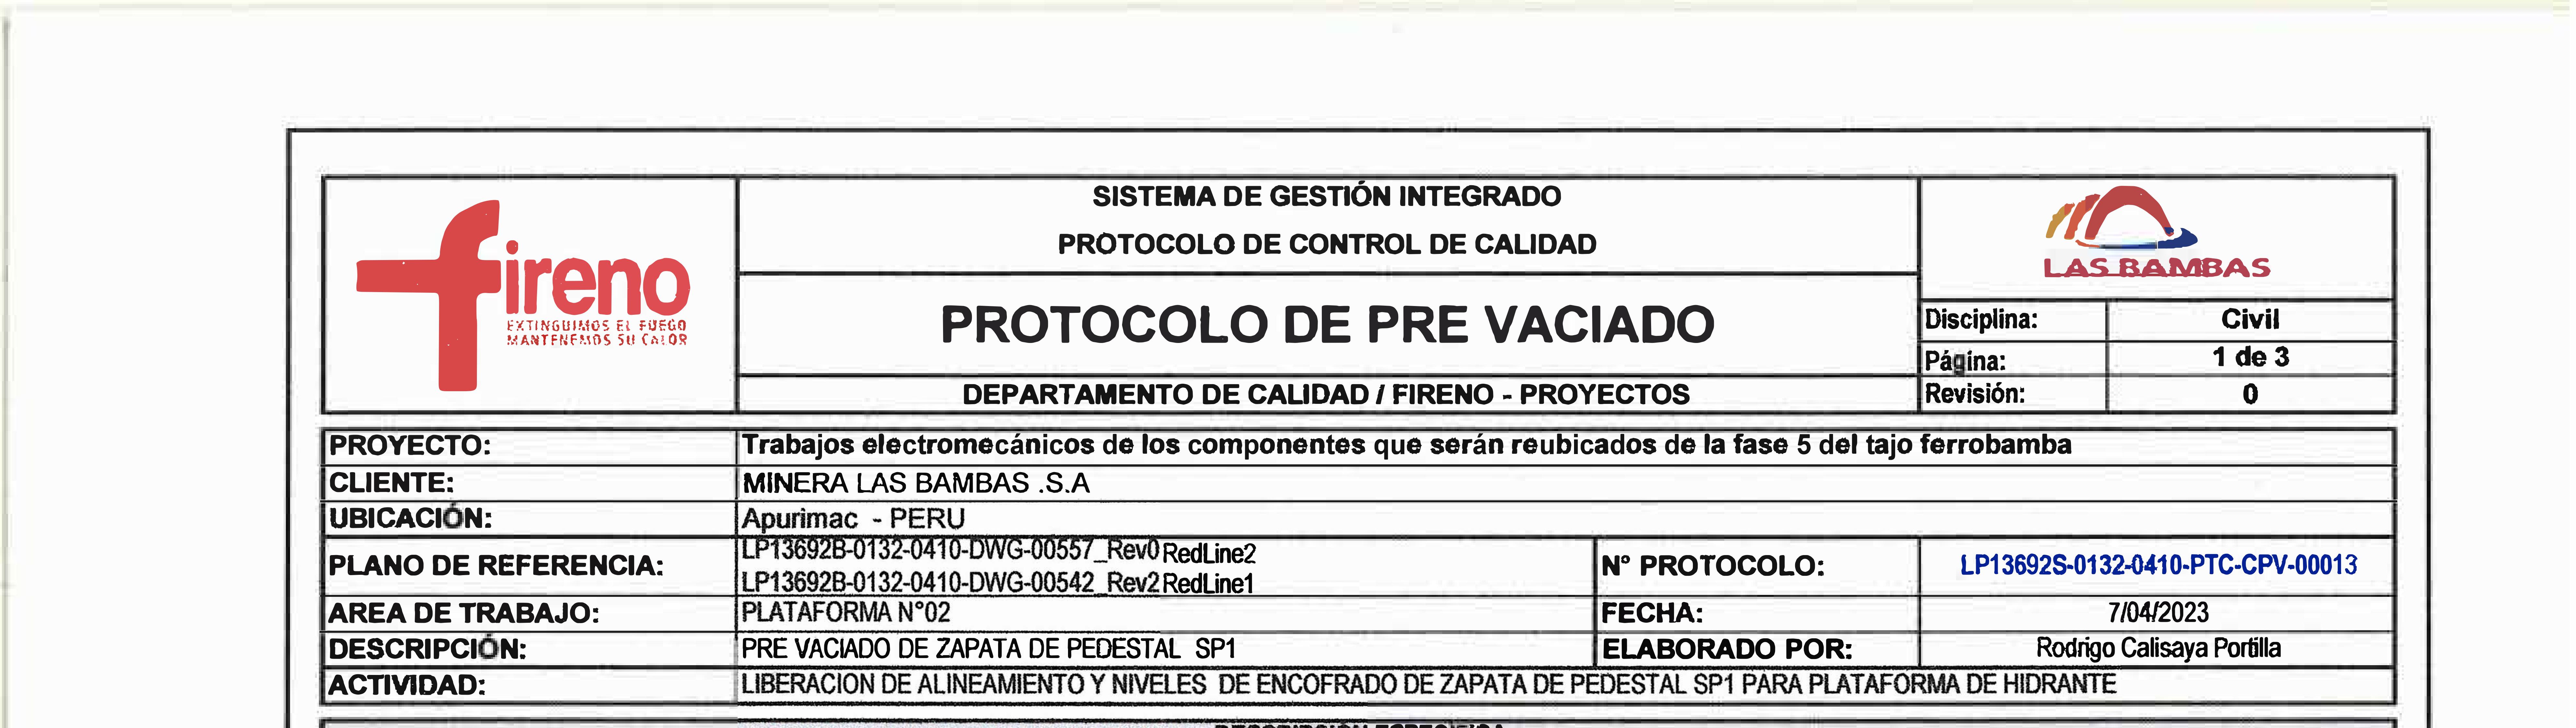 fireno
EXTINGUIMOS EL FUEGO
MANTENEMOS SU CALOR
SISTEMA DE GESTIÓN INTEGRADO
PROTOCOLO DE CONTROL DE CALIDAD
PROTOCOLO DE PRE VACIADO
DEPARTAMENTO DE CALIDAD / FIRENO - PROYECTOS
LAS BAMBAS
Disciplina: Civil
Página: 1 de 3
Revisión: 0
PROYECTO: Trabajos electromecánicos de los componentes que serán reubicados de la fase 5 del tajo ferrobamba
CLIENTE: MINERA LAS BAMBAS .S.A
UBICACIÓN: Apurimac - PERU
PLANO DE REFERENCIA: LP13692B-0132-0410-DWG-00557_Rev0 RedLine2
LP13692B-0132-0410-DWG-00542_Rev2 RedLine1
N° PROTOCOLO: LP13692S-0132-0410-PTC-CPV-00013
AREA DE TRABAJO: PLATAFORMA N°02 FECHA: 7/04/2023
DESCRIPCIÓN: PRE VACIADO DE ZAPATA DE PEDESTAL SP1 ELABORADO POR: Rodrigo Calisaya Portilla
ACTIVIDAD: LIBERACION DE ALINEAMIENTO Y NIVELES DE ENCOFRADO DE ZAPATA DE PEDESTAL SP1 PARA PLATAFORMA DE HIDRANTE